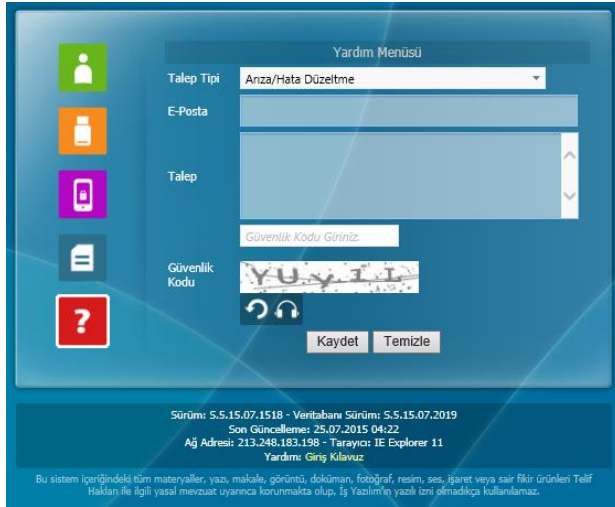 Yardım Menüsü
Talep Tipi
Arıza/Hata Düzeltme
E-Posta
Talep
Güvenlik Kodu Giriniz.
Güvenlik
Kodu
?
Kaydet Temizle
Sürüm: S.5.15.07.1518 - Veritabanı Sürüm: S.5.15.07.2019
Son Güncelleme: 25.07.2015 04:22
Ağ Adresi: 213.248.183.198 - Tarayıcı: IE Explorer 11
Yardım: Giriş Kılavuz
Bu sistem içeriğindeki tüm materyaller, yazı, makale, görüntü, doküman, fotoğraf, resim, ses, işaret veya sair fikir ürünleri Telif
Hakları ile ilgili yasal mevzuat uyarınca korunmakta olup, İş Yazılım'ın yazılı izni olmadıkça kullanılamaz.